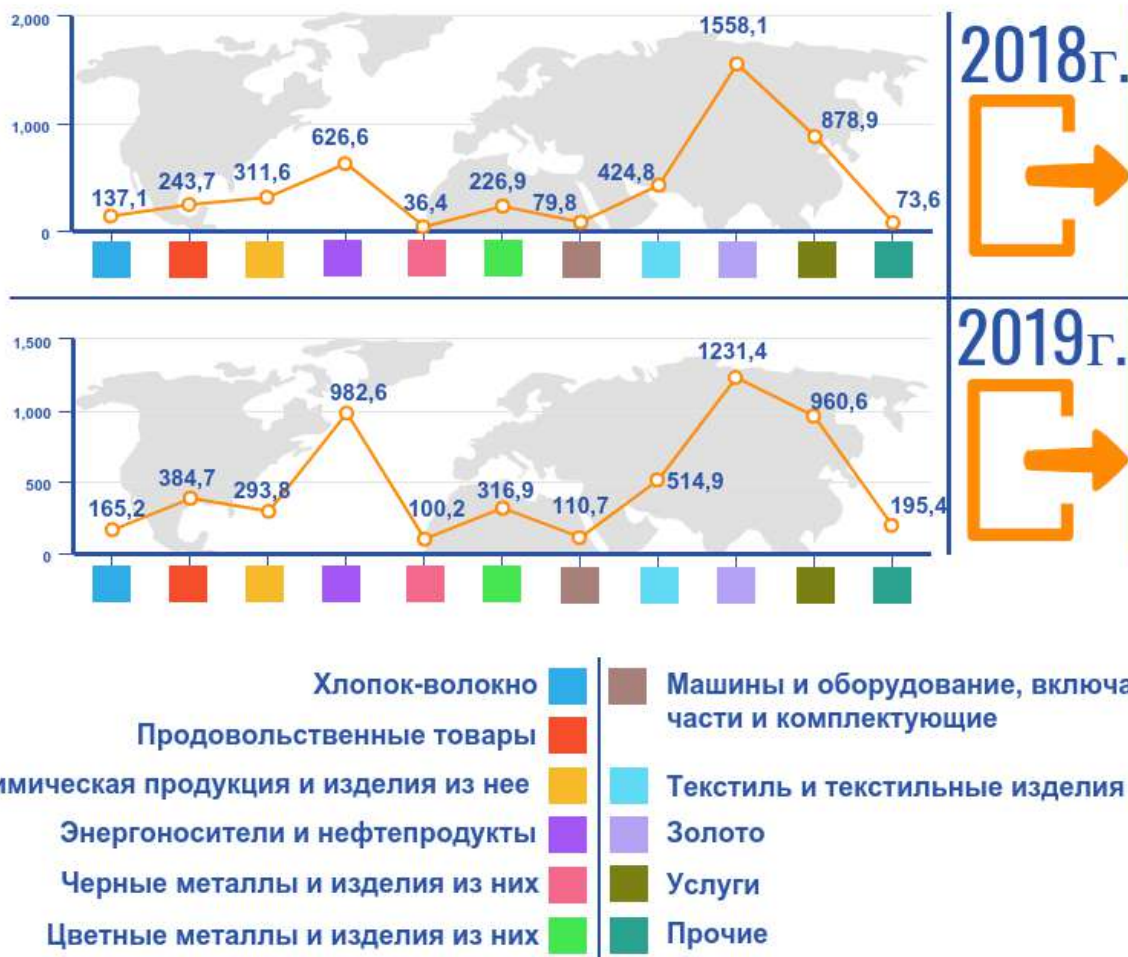 2,000
1,000
0
137,1
243,7
311,6
626,6
36,4
226,9
79,8
424,8
1558,1
878,9
73,6
2018г.
1,500
1,000
500
0
165,2
384,7
293,8
982,6
100,2
316,9
110,7
514,9
1231,4
960,6
195,4
2019г.
Хлопок-волокно
Продовольственные товары
имическая продукция и изделия из нее
Энергоносители и нефтепродукты
Черные металлы и изделия из них
Цветные металлы и изделия из них
Машины и оборудование, включа
части и комплектующие
Текстиль и текстильные изделия
Золото
Услуги
Прочие